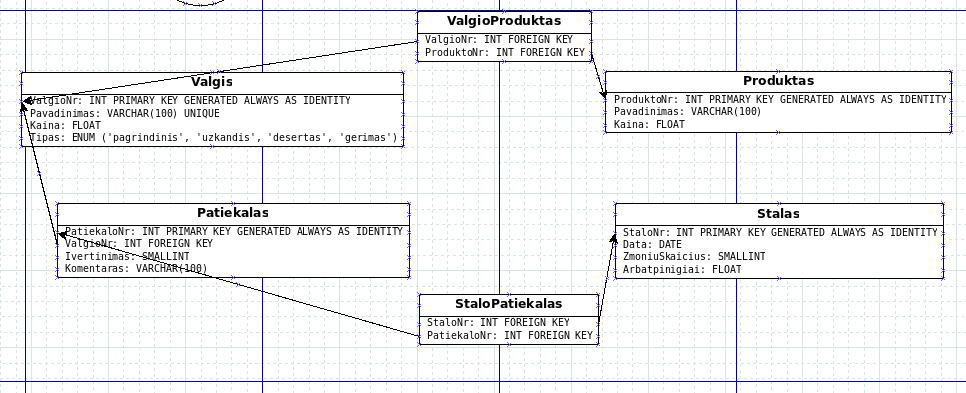 ValgioProduktas
ValgioNr: INT FOREIGN KEY
ProduktoNr: INT FOREIGN KEY
Valgis
ValgioNr: INT PRIMARY KEY GENERATED ALWAYS AS IDENTITY
Pavadinimas: VARCHAR(100) UNIQUE
Kaina: FLOAT
Tipas: ENUM ('pagrindinis', 'uzkandis', 'desertas', 'gerimas')
Produktas
ProduktoNr: INT PRIMARY KEY GENERATED ALWAYS AS IDENTITY
Pavadinimas: VARCHAR(100)
Kaina: FLOAT
Patiekalas
PatiekaloNr: INT PRIMARY KEY GENERATED ALWAYS AS IDENTITY
ValgioNr: INT FOREIGN KEY
Ivertinimas: SMALLINT
Komentaras: VARCHAR(100)
Stalas
StaloNr: INT PRIMARY KEY GENERATED ALWAYS AS IDENTITY
Data: DATE
ZmoniuSkaicius: SMALLINT
Arbatpinigiai: FLOAT
StaloPatiekalas
StaloNr: INT FOREIGN KEY
PatiekaloNr: INT FOREIGN KEY